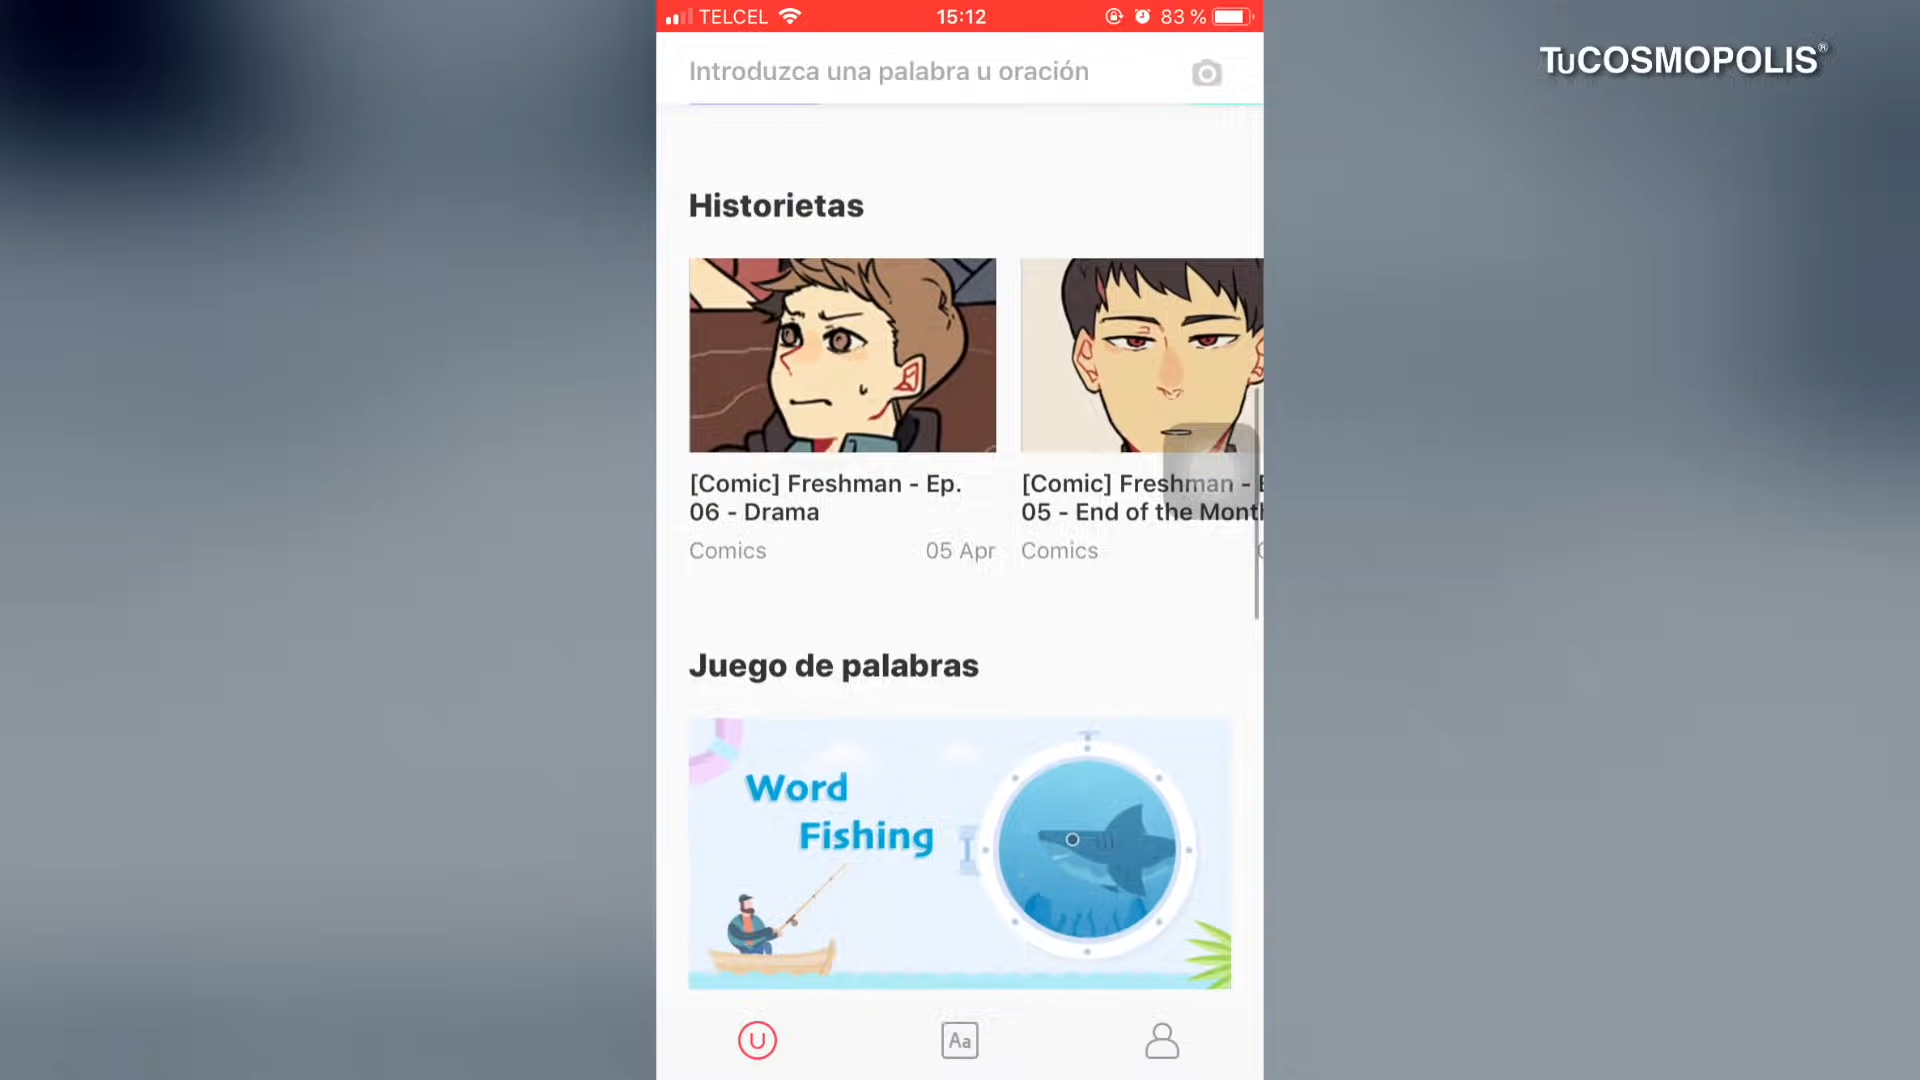 TELCEL 15:12 83 %
TuCOSMOPOLIS®
Introduzca una palabra u oración
Historietas
[Comic] Freshman - Ep.
06 - Drama
Comics 05 Apr
[Comic] Freshman -
05 - End of the Month
Comics
Juego de palabras
Word
Fishing
U
Aa